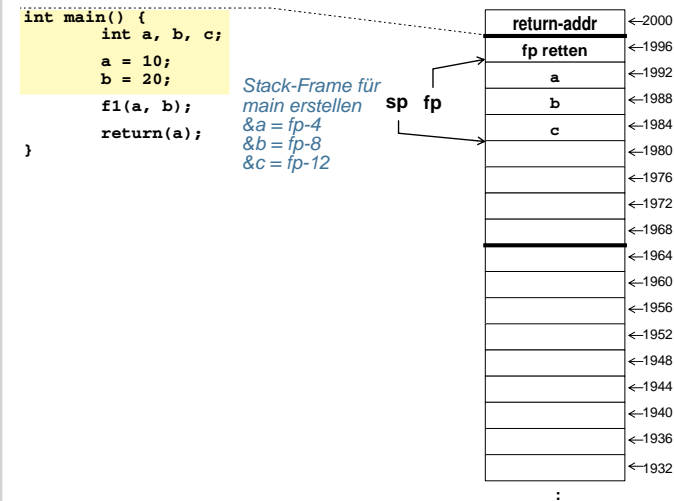 int main() {
int a, b, c;
a = 10;
b = 20;
f1(a, b);
return(a);
}
Stack-Frame für
main erstellen
&a = fp-4
&b = fp-8
&c = fp-12
sp fp
return-addr
fp retten
a
b
c
2000
1996
1992
1988
1984
1980
1976
1972
1968
1964
1960
1956
1952
1948
1944
1940
1936
1932
: